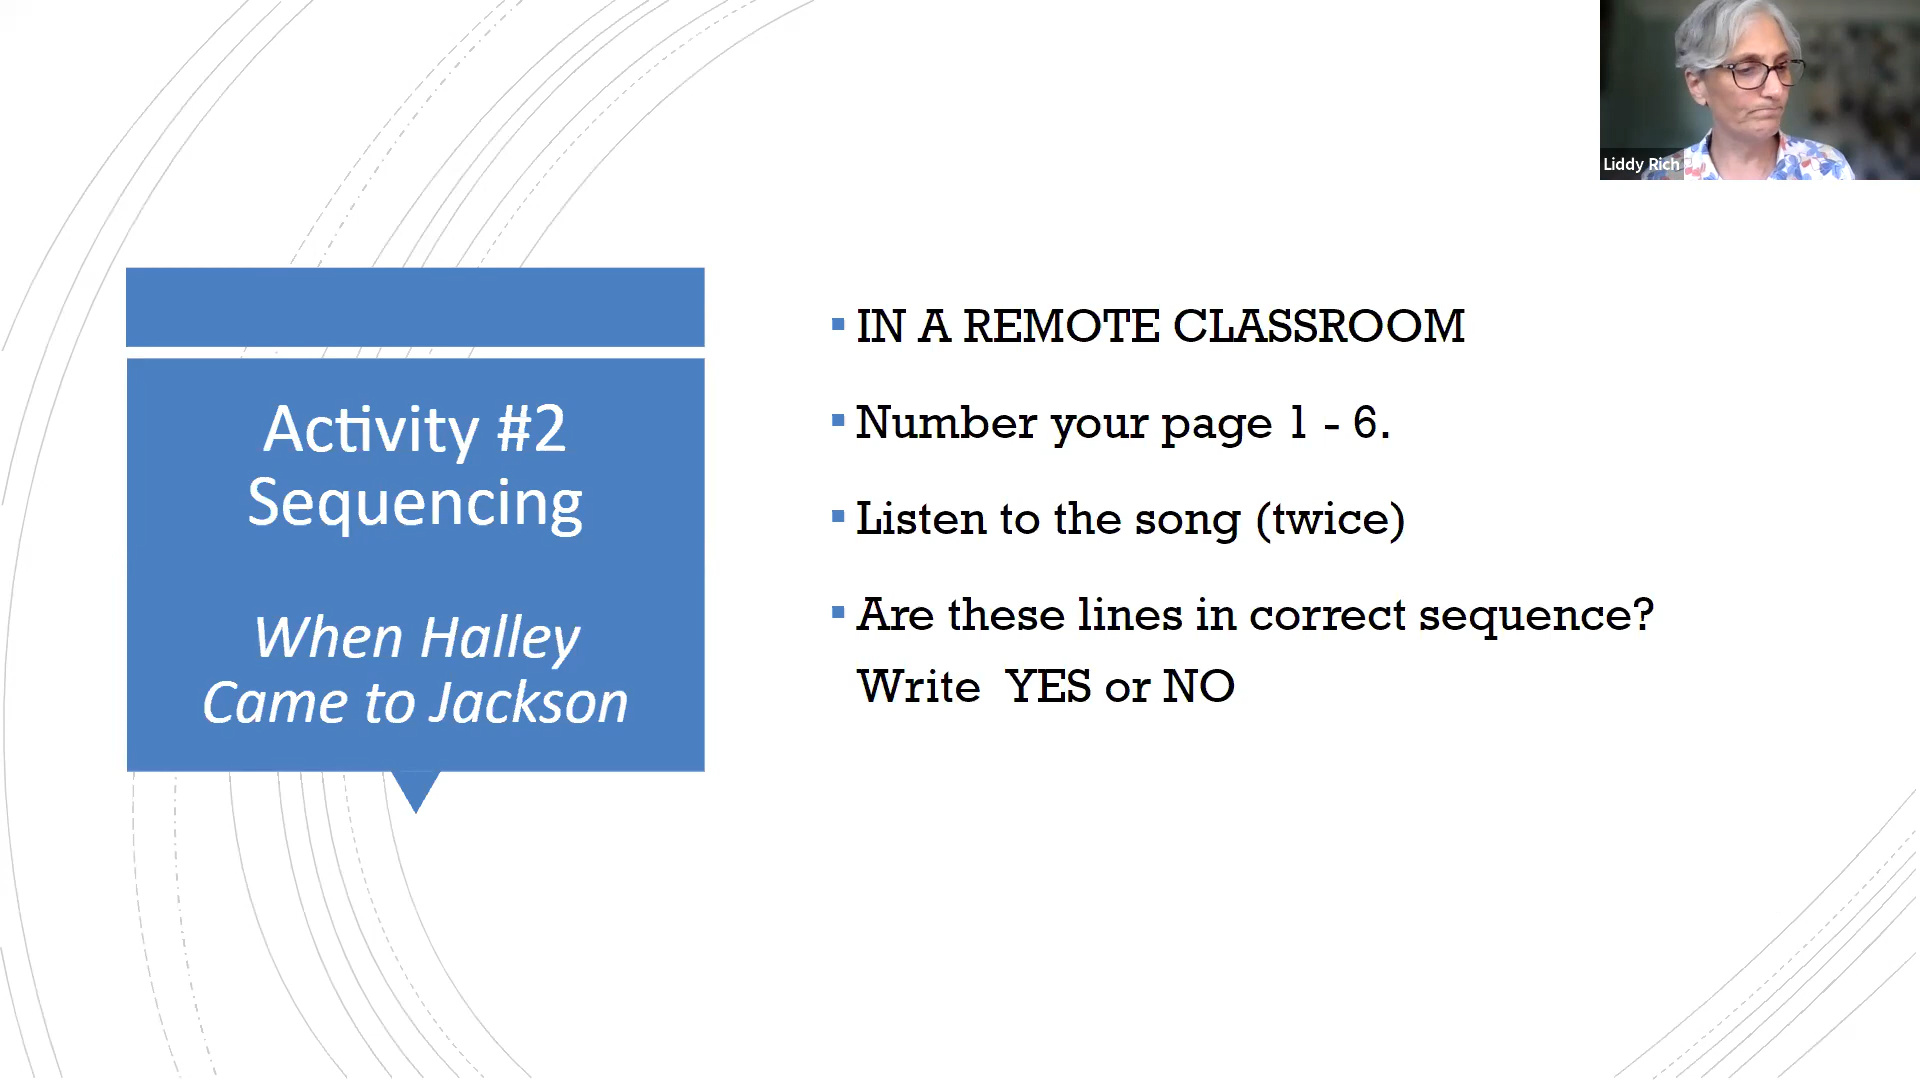 Liddy Rich
Activity #2
Sequencing
When Halley
Came to Jackson
IN A REMOTE CLASSROOM
Number your page 1 - 6.
Listen to the song (twice)
Are these lines in correct sequence?
Write YES or NO